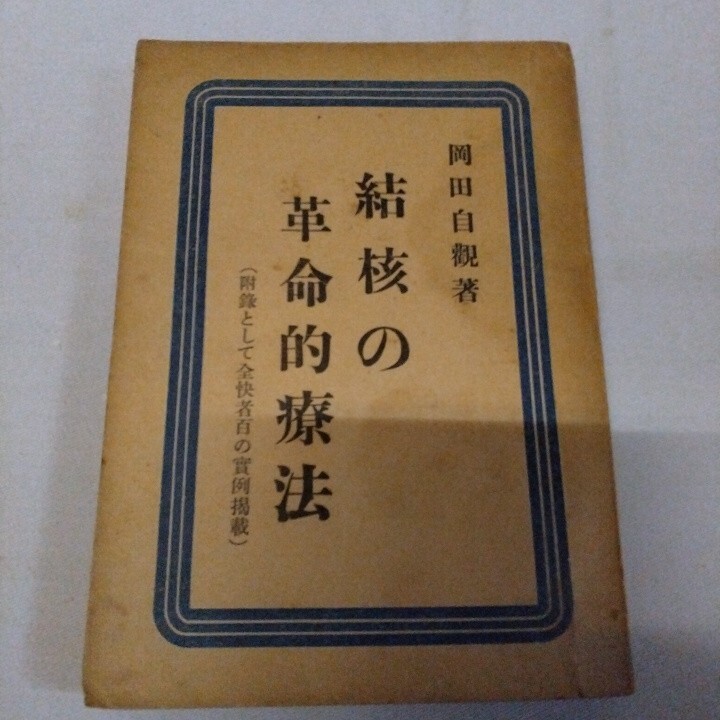 岡田自觀著
結核の
革命的療法
（附錄として全快者百の實例揭載）